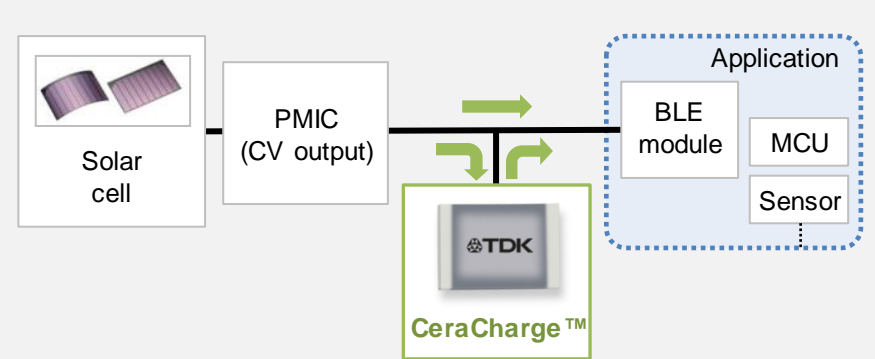 Solar
cell
PMIC
(CV output)
TDK
CeraCharge™
Application
BLE
module
MCU
Sensor